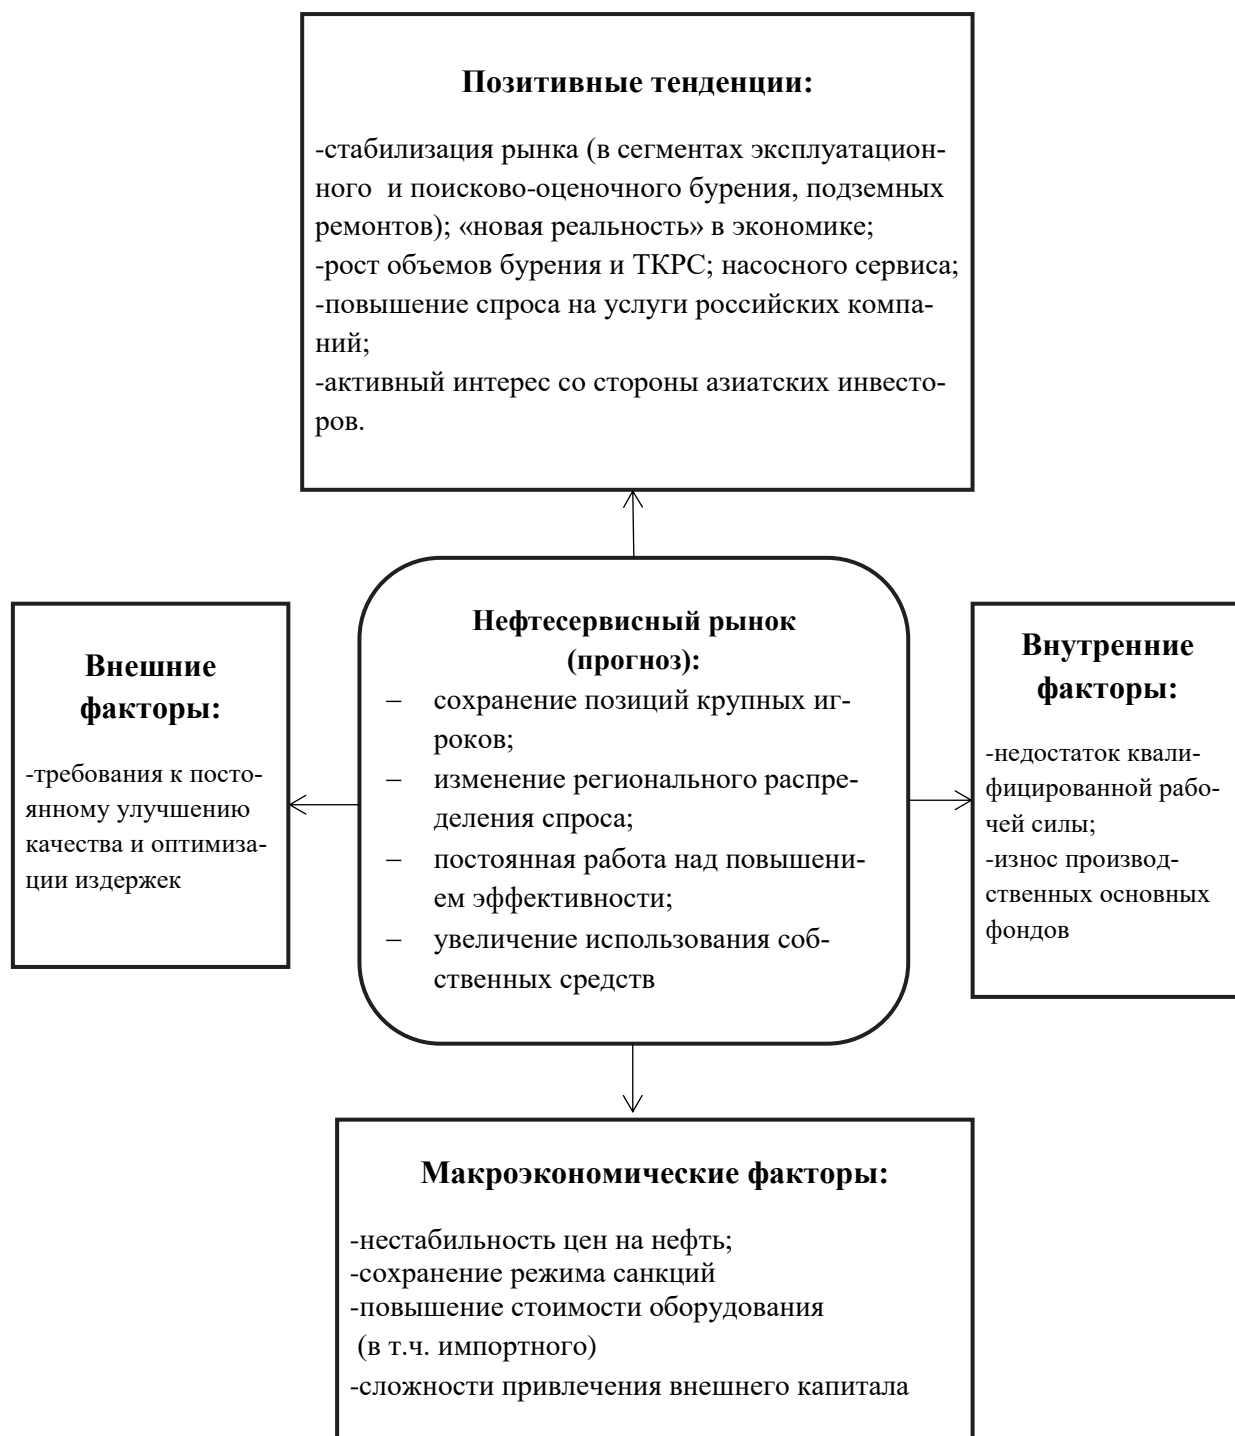 Позитивные тенденции:
-стабилизация рынка (в сегментах эксплуатацион-
ного и поисково-оценочного бурения, подземных
ремонтов); «новая реальность» в экономике;
-рост объемов бурения и ТКРС; насосного сервиса;
-повышение спроса на услуги российских компа-
ний;
-активный интерес со стороны азиатских инвесто-
ров.
Внешние
факторы:
-требования к посто-
янному улучшению
качества и оптимиза-
ции издержек
Нефтесервисный рынок
(прогноз):
– сохранение позиций крупных иг-
роков;
– изменение регионального распре-
деления спроса;
– постоянная работа над повышени-
ем эффективности;
– увеличение использования соб-
ственных средств
Внутренние
факторы:
-недостаток квали-
фицированной рабо-
чей силы;
-износ производ-
ственных основных
фондов
Макроэкономические факторы:
-нестабильность цен на нефть;
-сохранение режима санкций
-повышение стоимости оборудования
(в т.ч. импортного)
-сложности привлечения внешнего капитала